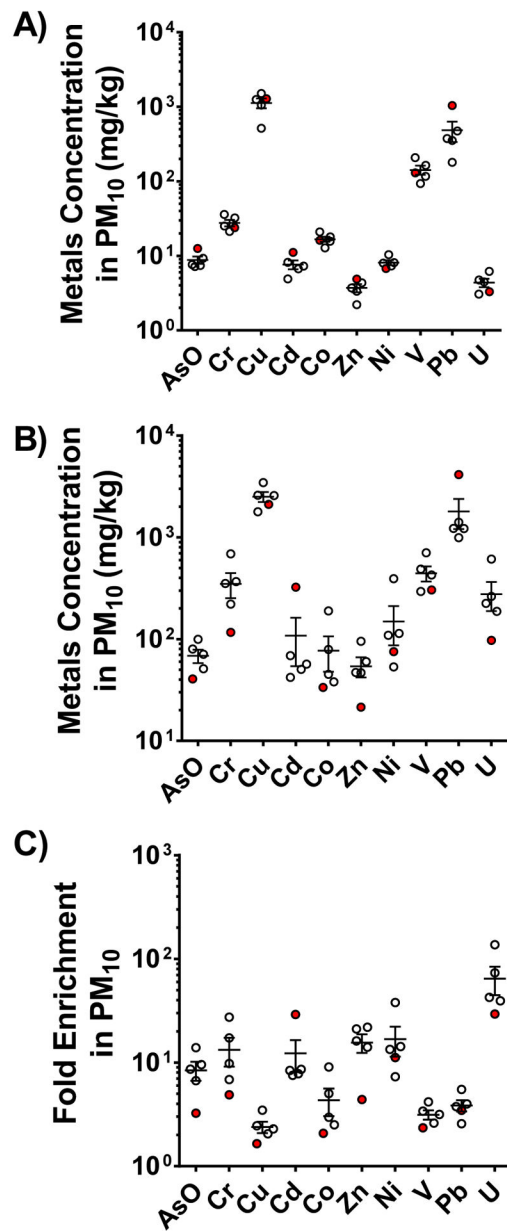 A)
Metals Concentration
in PM₁₀ (mg/kg)
10⁴
10³
10²
10¹
10⁰
AsO Cr Cu Cd Co Zn Ni V Pb U
B)
Metals Concentration
in PM₁₀ (mg/kg)
10⁴
10³
10²
10¹
AsO Cr Cu Cd Co Zn Ni V Pb U
C)
Fold Enrichment
in PM₁₀
10³
10²
10¹
10⁰
AsO Cr Cu Cd Co Zn Ni V Pb U